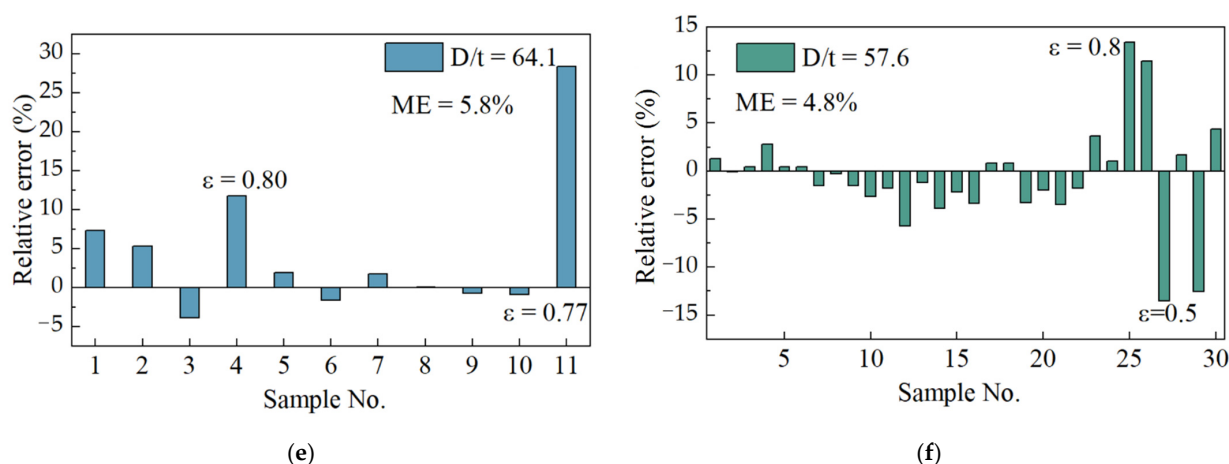 30
25
20
15
10
5
0
−5
Relative error (%)
D/t = 64.1
ME = 5.8%
ε = 0.80
ε = 0.77
1 2 3 4 5 6 7 8 9 10 11
Sample No.
(e)
15
10
5
0
−5
−10
−15
Relative error (%)
D/t = 57.6
ME = 4.8%
ε = 0.8
ε=0.5
5 10 15 20 25 30
Sample No.
(f)